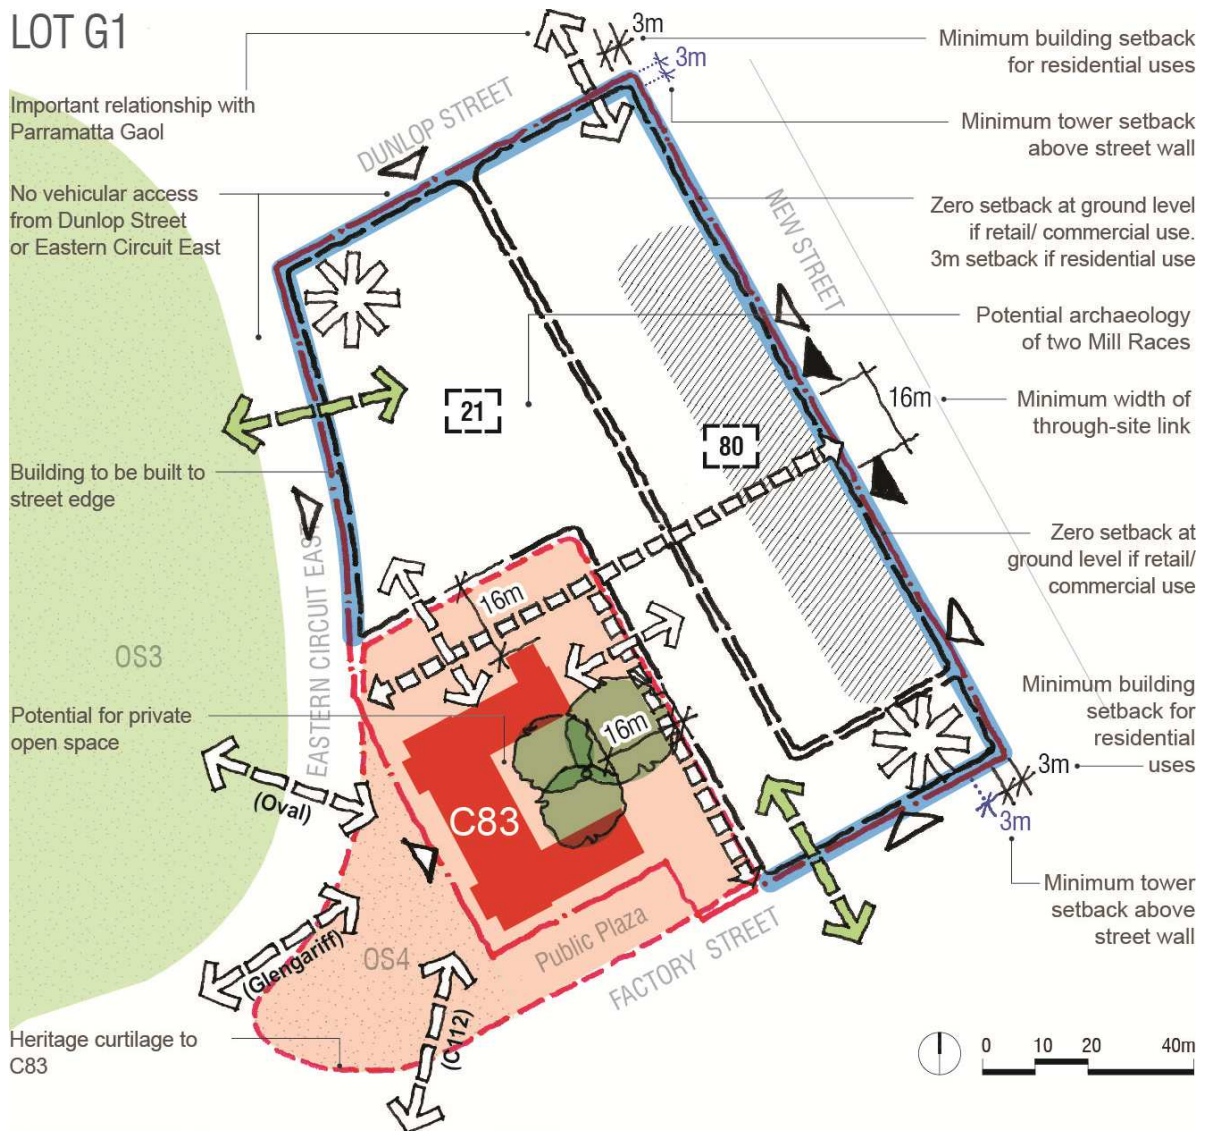 LOT G1
3m
3m
Minimum building setback
for residential uses
Important relationship with
Parramatta Gaol
DUNLOP STREET
Minimum tower setback
above street wall
No vehicular access
from Dunlop Street
or Eastern Circuit East
NEW STREET
Zero setback at ground level
if retail/ commercial use.
3m setback if residential use
Potential archaeology
of two Mill Races
21
80
16m
Minimum width of
through-site link
Building to be built to
street edge
EASTERN CIRCUIT EAS
Zero setback at
ground level if retail/
commercial use
16m
OS3
Potential for private
open space
16m
Minimum building
setback for
residential
uses
3m
3m
(Oval)
C83
Minimum tower
setback above
street wall
Public Plaza
FACTORY STREET
OS4
(Glengariff)
(C112)
Heritage curtilage to
C83
0 10 20 40m